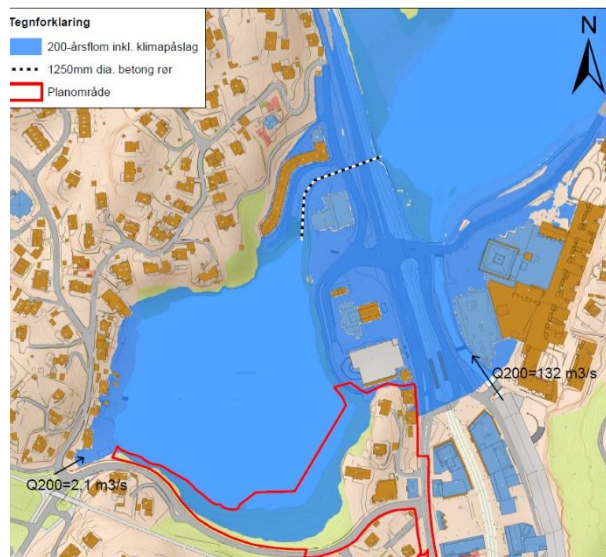 Tegnforklaring
200-årsflom inkl. klimapåslag
1250mm dia. betong rør
Planområde
N
Q200=132 m3/s
Q200=2,1 m3/s